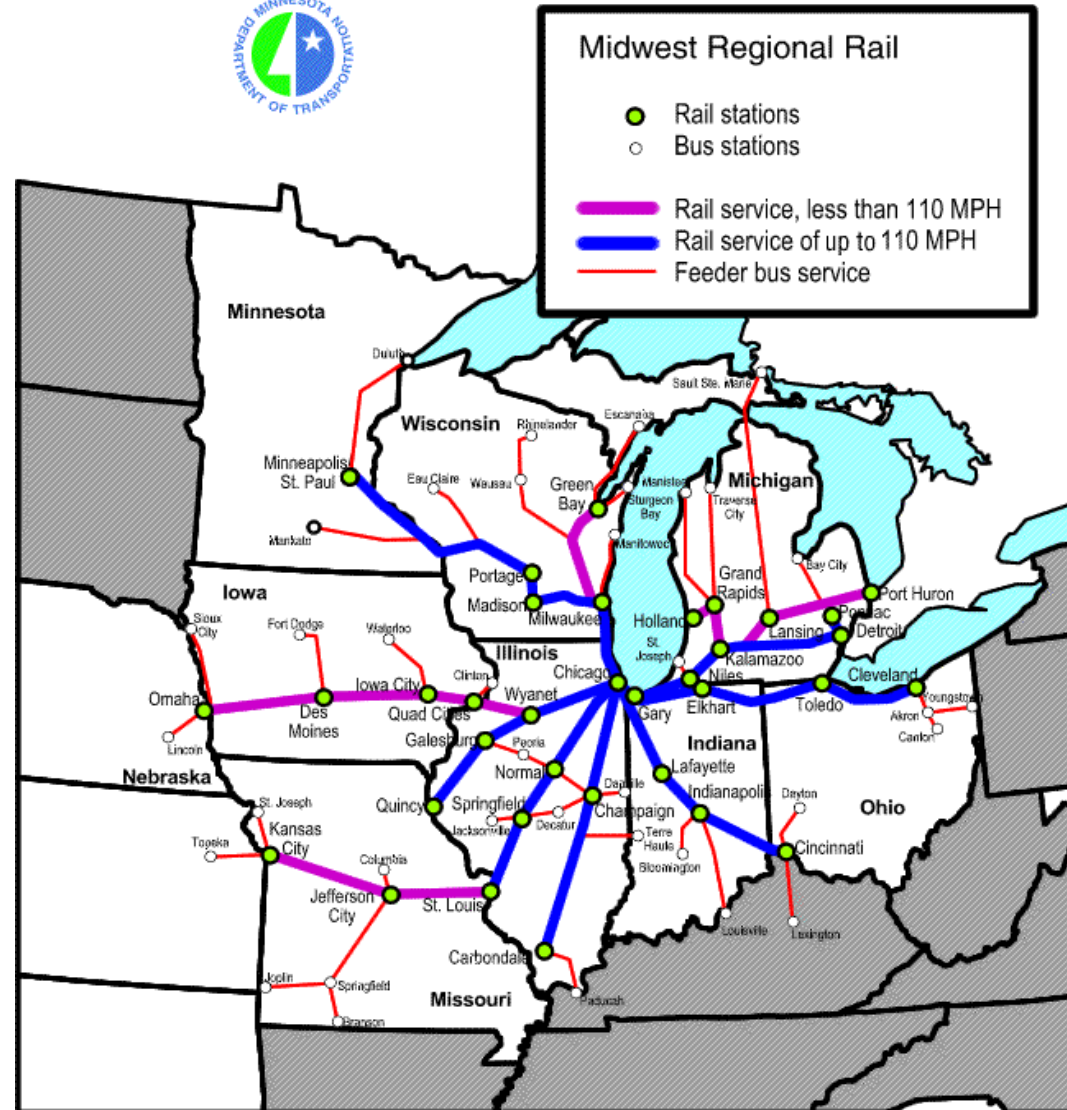 MINNESOTA
DEPARTMENT OF TRANSPORTATION
Midwest Regional Rail
Rail stations
Bus stations
Rail service, less than 110 MPH
Rail service of up to 110 MPH
Feeder bus service
Minnesota
Duluth
Sault Ste. Marie
Wisconsin
Rhinelander
Escanaba
Minneapolis
St. Paul
Eau Claire
Wausau
Green
Bay
Manistee
Sturgeon
Bay
Michigan
Traverse
City
Mankato
Manitowoc
Bay City
Portage
Madison
Milwaukee
Grand
Rapids
Holland
Lansing
Pontiac
Port Huron
Detroit
Iowa
Sioux
City
Fort Dodge
Waterloo
Illinois
St.
Joseph
Kalamazoo
Chicago
Niles
Cleveland
Clinton
Omaha
Des
Moines
Iowa City
Quad Cities
Wyanet
Gary
Elkhart
Toledo
Youngstown
Akron
Canton
Lincoln
Galesburg
Peoria
Indiana
Nebraska
Normal
Lafayette
Quincy
Springfield
Jacksonville
Decatur
Danville
Champaign
Indianapolis
Dayton
Ohio
St. Joseph
Kansas
City
Topeka
Columbia
Terre
Haute
Bloomington
Cincinnati
Jefferson
City
St. Louis
Louisville
Lexington
Carbondale
Joplin
Springfield
Missouri
Paducah
Branson